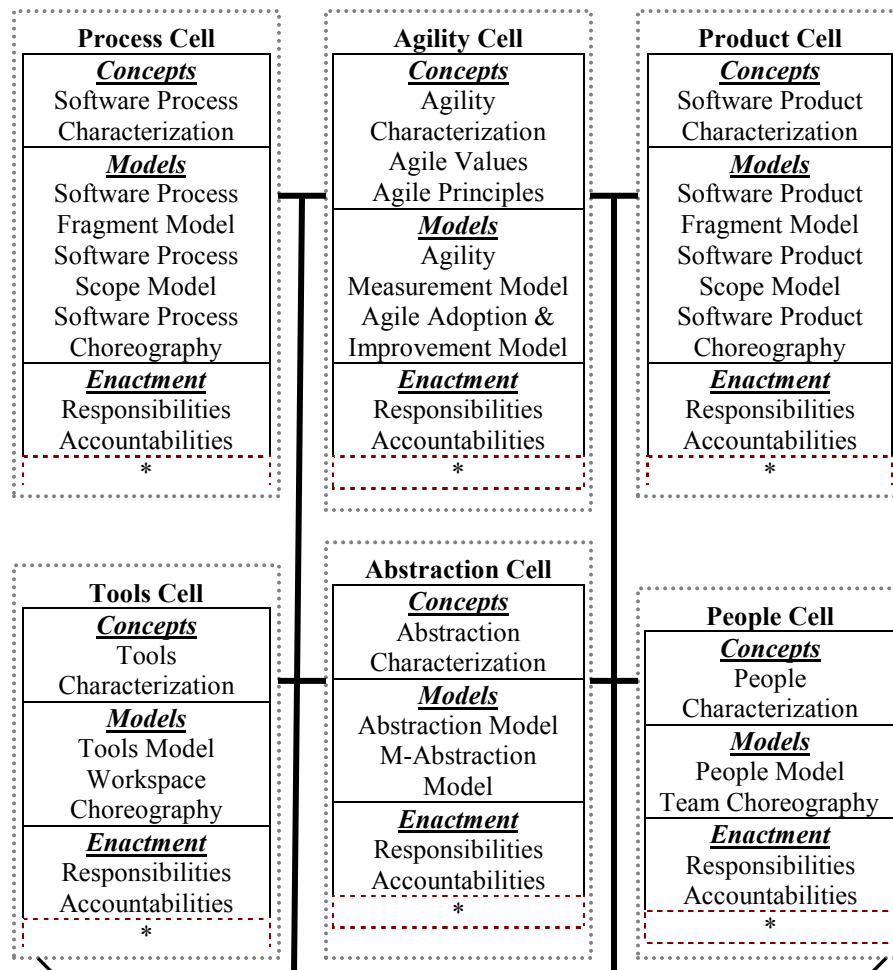 Process Cell
Concepts
Software Process
Characterization
Models
Software Process
Fragment Model
Software Process
Scope Model
Software Process
Choreography
Enactment
Responsibilities
Accountabilities
*
Agility Cell
Concepts
Agility
Characterization
Agile Values
Agile Principles
Models
Agility
Measurement Model
Agile Adoption &
Improvement Model
Enactment
Responsibilities
Accountabilities
*
Product Cell
Concepts
Software Product
Characterization
Models
Software Product
Fragment Model
Software Product
Scope Model
Software Product
Choreography
Enactment
Responsibilities
Accountabilities
*
Tools Cell
Concepts
Tools
Characterization
Models
Tools Model
Workspace
Choreography
Enactment
Responsibilities
Accountabilities
*
Abstraction Cell
Concepts
Abstraction
Characterization
Models
Abstraction Model
M-Abstraction
Model
Enactment
Responsibilities
Accountabilities
*
People Cell
Concepts
People
Characterization
Models
People Model
Team Choreography
Enactment
Responsibilities
Accountabilities
*